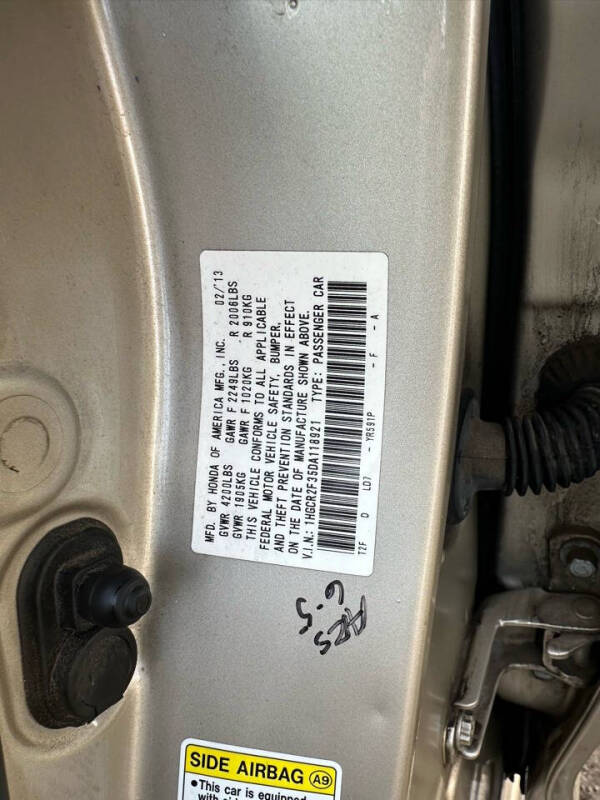 MFD. BY HONDA OF AMERICA MFG., INC. 02/'13
GVWR 4200LBS GAWR F 2249LBS R 2006LBS
GVWR 1905KG GAWR F 1020KG R 910KG
THIS VEHICLE CONFORMS TO ALL APPLICABLE
FEDERAL MOTOR VEHICLE SAFETY, BUMPER,
AND THEFT PREVENTION STANDARDS IN EFFECT
ON THE DATE OF MANUFACTURE SHOWN ABOVE.
V.I.N.: 1HGCR2F35DA118921 TYPE: PASSENGER CAR
T2F D LD7 - YR591P - F - A
6-5
SIDE AIRBAG A9
•This car is equipped